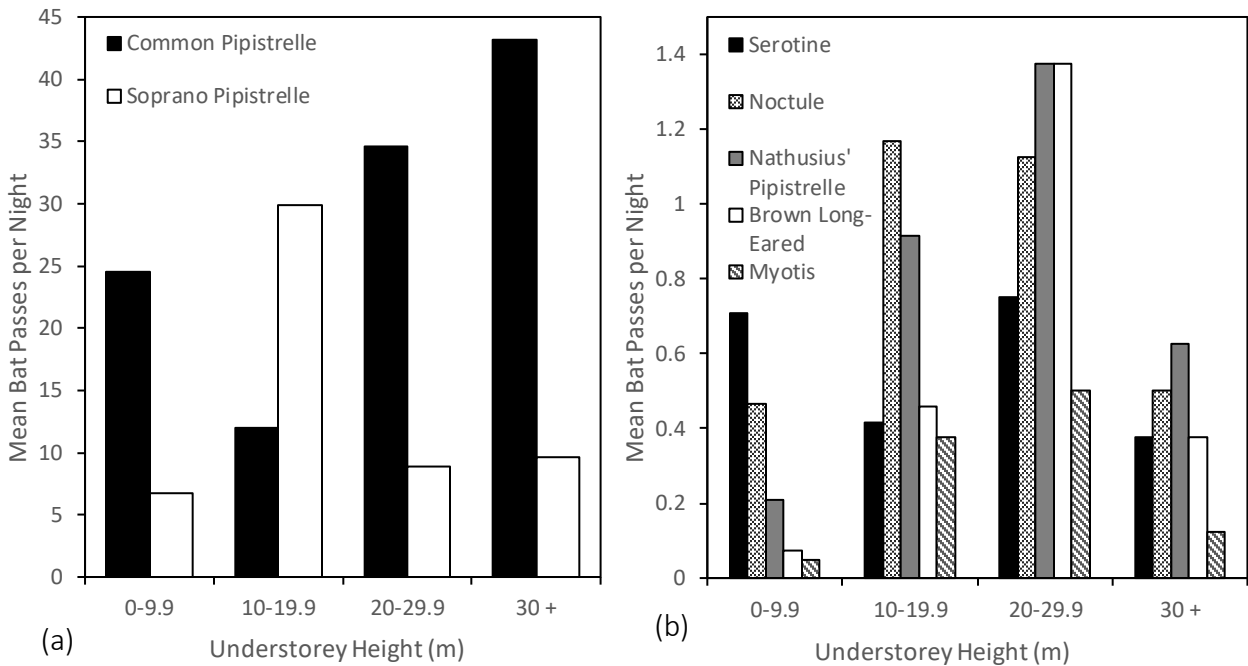 45
40
35
30
25
20
15
10
5
0
Mean Bat Passes per Night
Common Pipistrelle
Soprano Pipistrelle
0-9.9 10-19.9 20-29.9 30 +
(a)
Understorey Height (m)
1.4
1.2
1
0.8
0.6
0.4
0.2
0
Mean Bat Passes per Night
Serotine
Noctule
Nathusius'
Pipistrelle
Brown Long-
Eared
Myotis
0-9.9 10-19.9 20-29.9 30 +
(b)
Understorey Height (m)